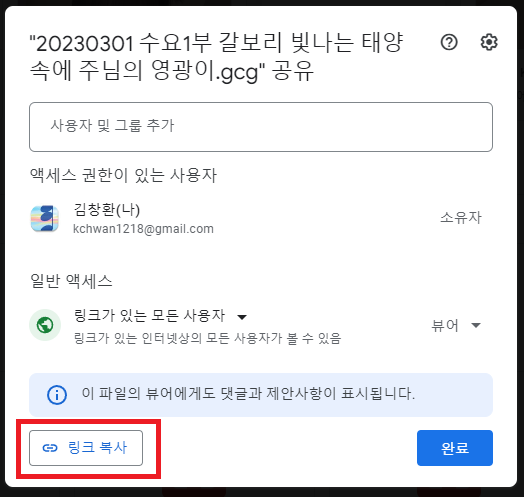 "20230301 수요1부 갈보리 빛나는 태양
속에 주님의 영광이.gcg" 공유
사용자 및 그룹 추가
액세스 권한이 있는 사용자
김창환(나)
kchwan1218@gmail.com
소유자
일반 액세스
링크가 있는 모든 사용자
링크가 있는 인터넷상의 모든 사용자가 볼 수 있음
뷰어
이 파일의 뷰어에게도 댓글과 제안사항이 표시됩니다.
링크 복사
완료